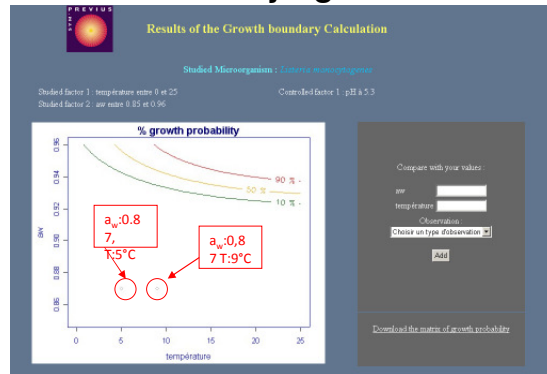 SYM PREVIUS
Results of the Growth boundary Calculation
Studied Microorganism : Listeria monocytogenes
Studied factor 1 : température entre 0 et 25
Controlled factor 1 : pH à 5.3
Studied factor 2 : aw entre 0.85 et 0.96
% growth probability
0.96
0.94
0.92
0.90
0.88
0.86
aw
90 %
50 %
10 %
aw:0.8
7,
T:5°C
aw:0,8
7 T:9°C
0 5 10 15 20 25
température
Compare with your values :
aw
température
Observation
Choisir un type d'observation
Add
Download the matrix of growth probability